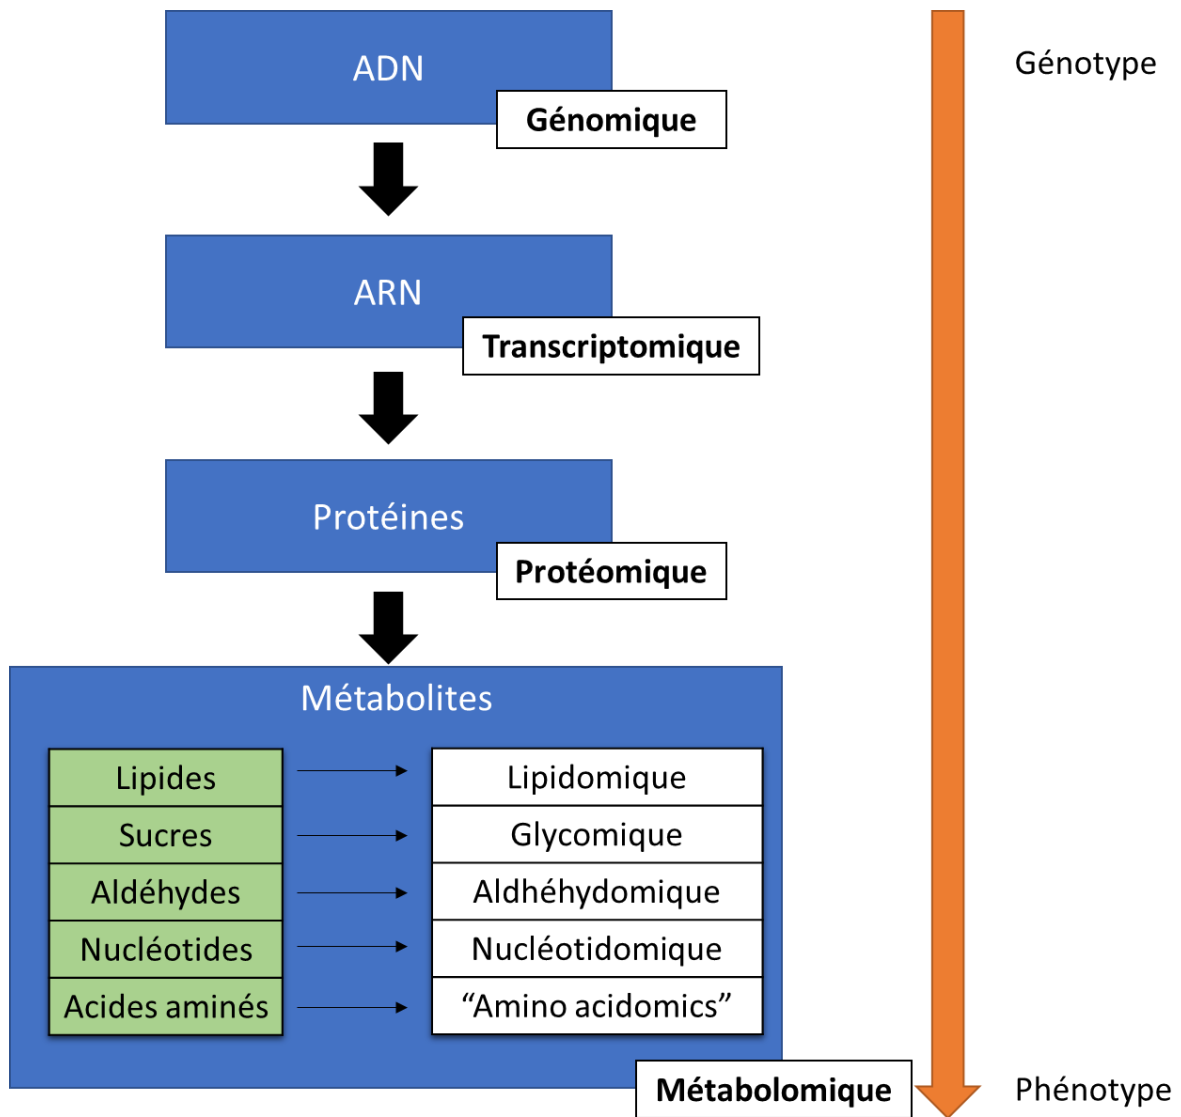 ADN
Génotype
Génomique
ARN
Transcriptomique
Protéines
Protéomique
Métabolites
Lipides
Lipidomique
Sucres
Glycomique
Aldéhydes
Aldhéhydomique
Nucléotides
Nucléotidomique
Acides aminés
“Amino acidomics”
Métabolomique
Phénotype